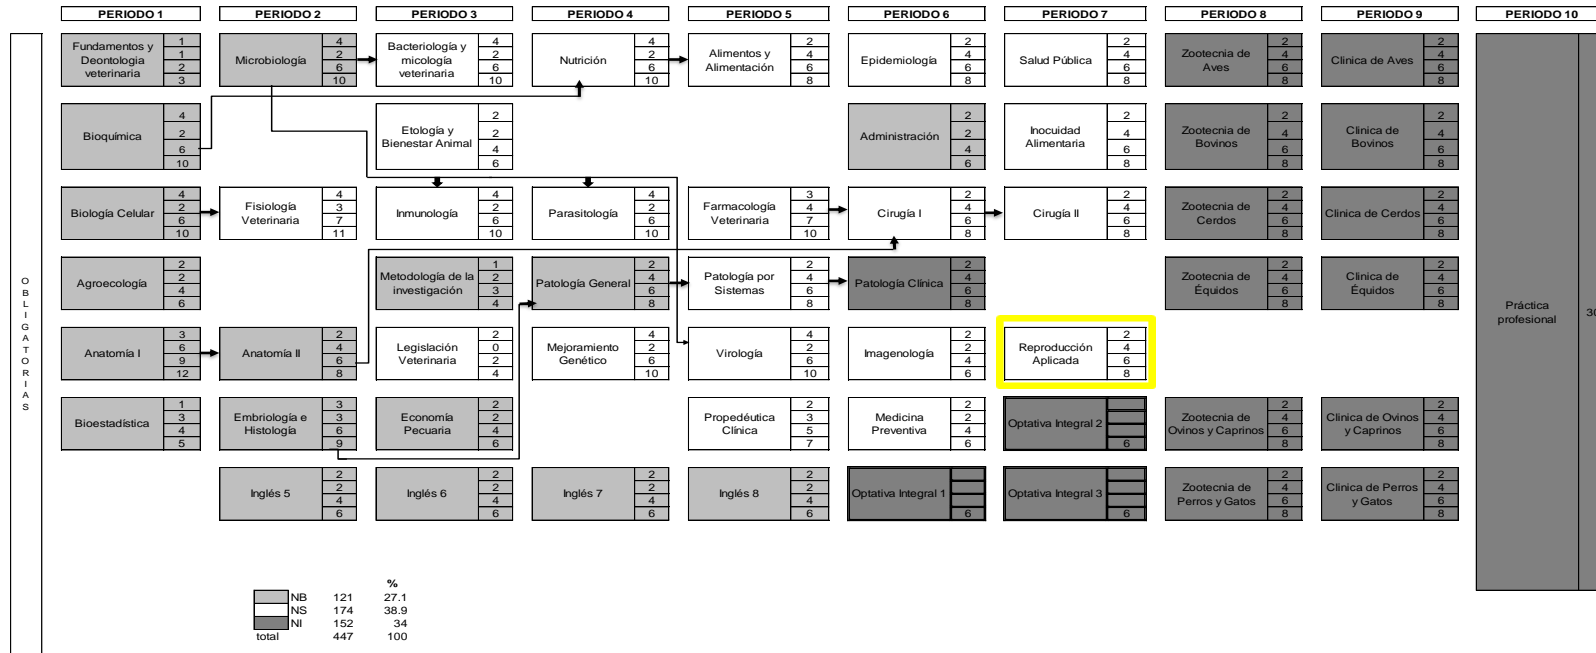 PERIODO 1 PERIODO 2 PERIODO 3 PERIODO 4 PERIODO 5 PERIODO 6 PERIODO 7 PERIODO 8 PERIODO 9 PERIODO 10
OBLIGATORIAS
Fundamentos y
Deontologia
veterinaria
1
1
2
3
Microbiología
4
2
6
10
Bacteriología y
micología
veterinaria
4
2
6
10
Nutrición
4
2
6
10
Alimentos y
Alimentación
2
4
6
8
Epidemiología
2
4
6
8
Salud Pública
2
4
6
8
Zootecnia de
Aves
2
4
6
8
Clinica de Aves
2
4
6
8
Bioquímica
4
2
6
10
Etología y
Bienestar Animal
2
2
4
6
Administración
2
2
4
6
Inocuidad
Alimentaria
2
4
6
8
Zootecnia de
Bovinos
2
4
6
8
Clinica de
Bovinos
2
4
6
8
Biología Celular
4
2
6
10
Fisiología
Veterinaria
4
3
7
11
Inmunología
4
2
6
10
Parasitología
4
2
6
10
Farmacología
Veterinaria
3
4
7
10
Cirugía I
2
4
6
8
Cirugía II
2
4
6
8
Zootecnia de
Cerdos
2
4
6
8
Clinica de Cerdos
2
4
6
8
Agroecología
2
2
4
6
Metodología de la
investigación
1
2
3
4
Patología General
2
4
6
8
Patología por
Sistemas
2
4
6
8
Patología Clínica
2
4
6
8
Zootecnia de
Équidos
2
4
6
8
Clinica de
Équidos
2
4
6
8
Práctica
profesional
30
Anatomía I
3
6
9
12
Anatomía II
2
4
6
8
Legislación
Veterinaria
2
0
2
4
Mejoramiento
Genético
4
2
6
10
Virología
4
2
6
10
Imagenología
2
2
4
6
Reproducción
Aplicada
2
4
6
8
Bioestadística
1
3
4
5
Embriología e
Histología
3
3
6
9
Economía
Pecuaria
2
2
4
6
Propedéutica
Clínica
2
3
5
7
Medicina
Preventiva
2
2
4
6
Optativa Integral 2
6
Zootecnia de
Ovinos y Caprinos
2
4
6
8
Clinica de Ovinos
y Caprinos
2
4
6
8
Inglés 5
2
2
4
6
Inglés 6
2
2
4
6
Inglés 7
2
2
4
6
Inglés 8
2
2
4
6
Optativa Integral 1
6
Optativa Integral 3
6
Zootecnia de
Perros y Gatos
2
4
6
8
Clinica de Perros
y Gatos
2
4
6
8
%
NB 121 27.1
NS 174 38.9
NI 152 34
total 447 100